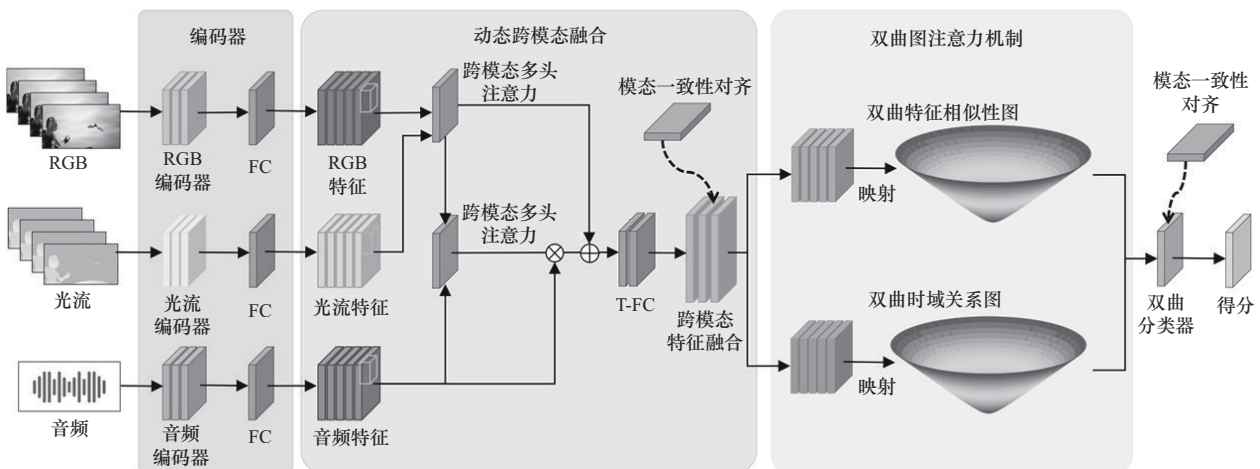 编码器
动态跨模态融合
双曲图注意力机制
RGB
RGB
编码器
FC
RGB
特征
跨模态多头
注意力
模态一致性对齐
双曲特征相似性图
映射
模态一致性
对齐
光流
光流
编码器
FC
光流特征
跨模态多头
注意力
T-FC
跨模态
特征融合
双曲时域关系图
映射
双曲
分类器
得分
音频
音频
编码器
FC
音频特征